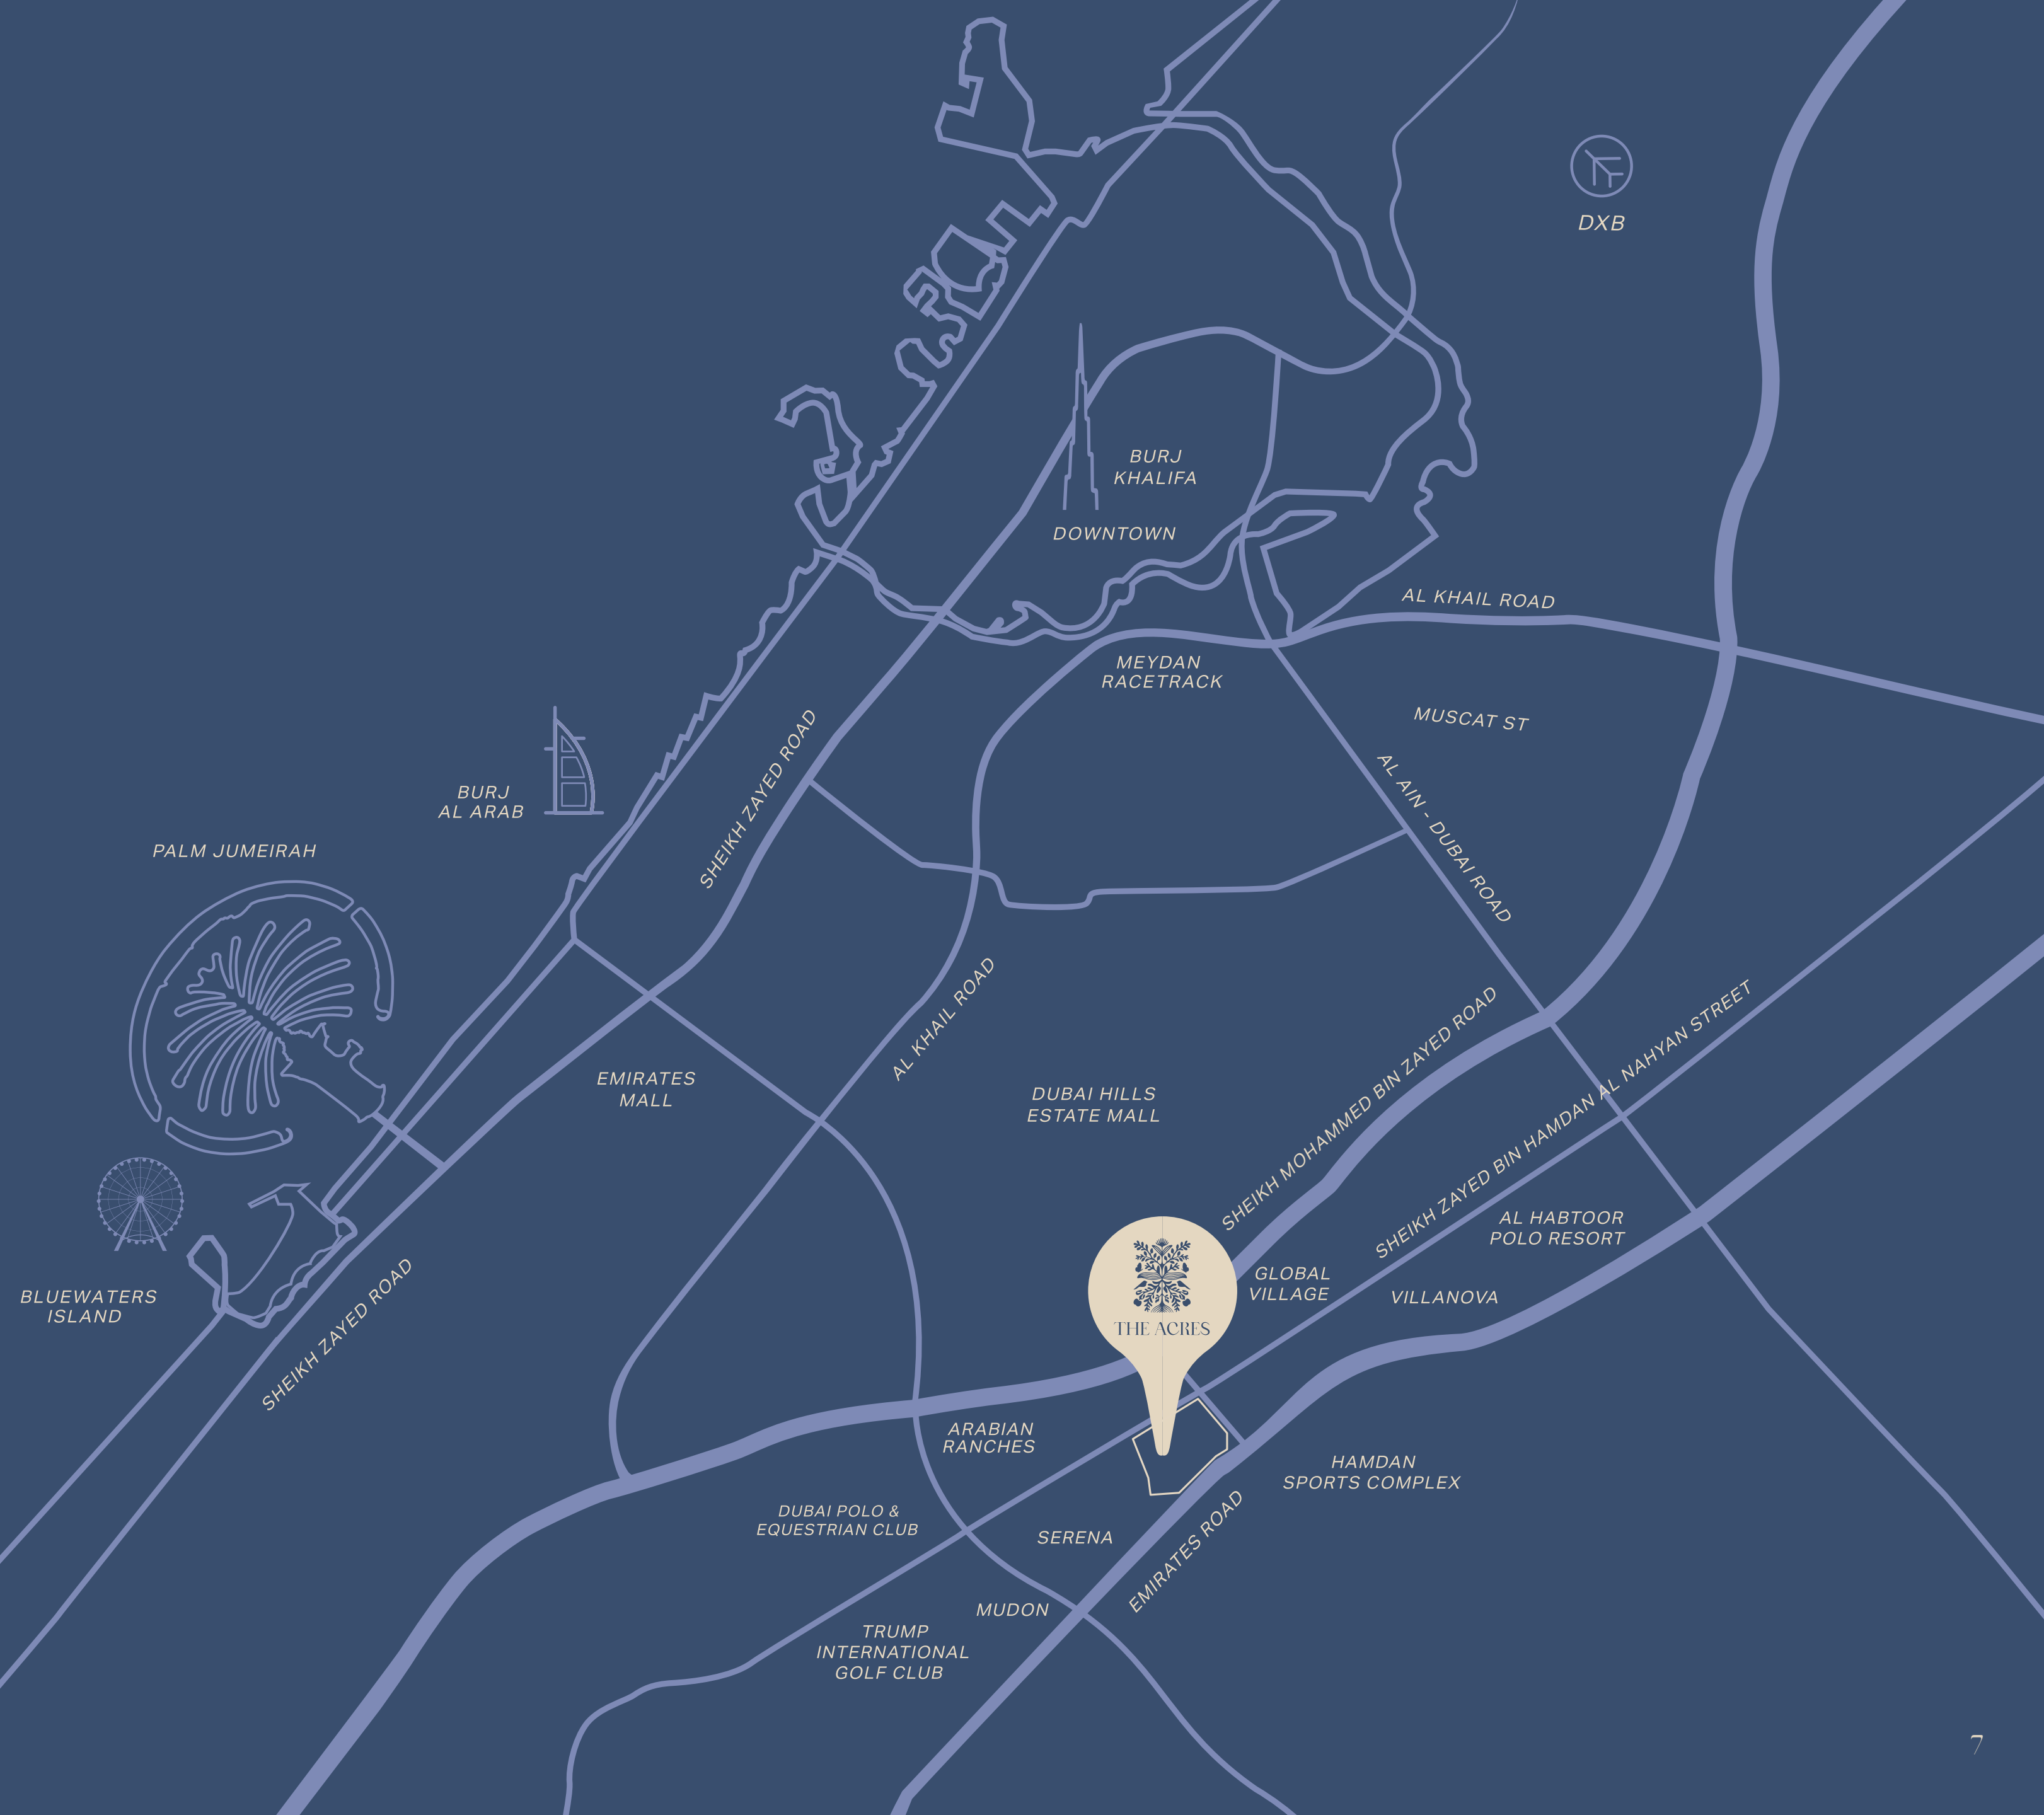 DXB
BURJ
KHALIFA
DOWNTOWN
AL KHAIL ROAD
MEYDAN
RACETRACK
MUSCAT ST
SHEIKH ZAYED ROAD
AL AIN - DUBAI ROAD
BURJ
AL ARAB
PALM JUMEIRAH
AL KHAIL ROAD
EMIRATES
MALL
DUBAI HILLS
ESTATE MALL
SHEIKH MOHAMMED BIN ZAYED ROAD
SHEIKH ZAYED BIN HAMDAN AL NAHYAN STREET
AL HABTOOR
POLO RESORT
GLOBAL
VILLAGE
VILLANOVA
BLUEWATERS
ISLAND
SHEIKH ZAYED ROAD
THE ACRES
ARABIAN
RANCHES
HAMDAN
SPORTS COMPLEX
DUBAI POLO &
EQUESTRIAN CLUB
SERENA
EMIRATES ROAD
MUDON
TRUMP
INTERNATIONAL
GOLF CLUB
7